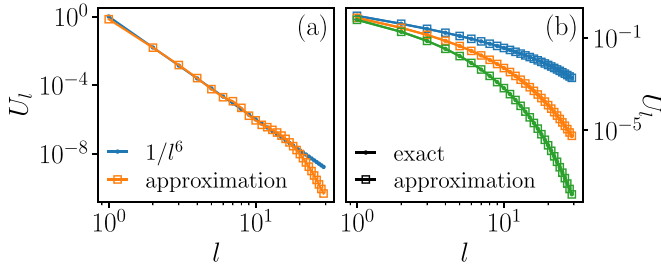 (a)
(b)
10^0
10^{-4}
10^{-8}
U_l
1/l^6
approximation
exact
approximation
10^{-1}
10^{-5}
U_l
10^0
10^1
10^0
10^1
l
l